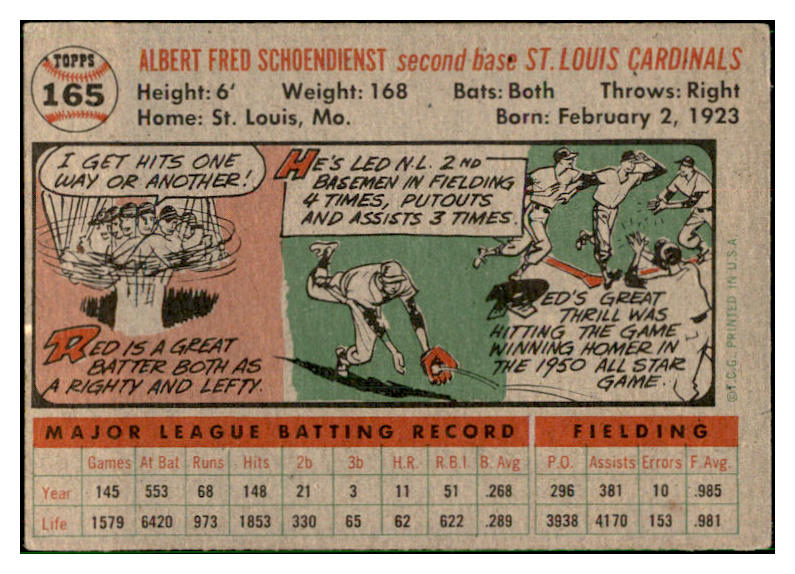 TOPPS
165
ALBERT FRED SCHOENDIENST second base ST. LOUIS CARDINALS
Height: 6' Weight: 168 Bats: Both Throws: Right
Home: St. Louis, Mo. Born: February 2, 1923
I GET HITS ONE
WAY OR ANOTHER!
RED IS A GREAT
BATTER BOTH AS
A RIGHTY AND LEFTY.
HE'S LED N.L. 2ND
BASEMEN IN FIELDING
4 TIMES, PUTOUTS
AND ASSISTS 3 TIMES.
RED'S GREAT
THRILL WAS
HITTING THE GAME
WINNING HOMER IN
THE 1950 ALL STAR
GAME.
© T.C.G. PRINTED IN U.S.A.
MAJOR LEAGUE BATTING RECORD FIELDING
Games At Bat Runs Hits 2b 3b H.R. R.B.I. B. Avg P.O. Assists Errors F. Avg.
Year 145 553 68 148 21 3 11 51 .268 296 381 10 .985
Life 1579 6420 973 1853 330 65 62 622 .289 3938 4170 153 .981